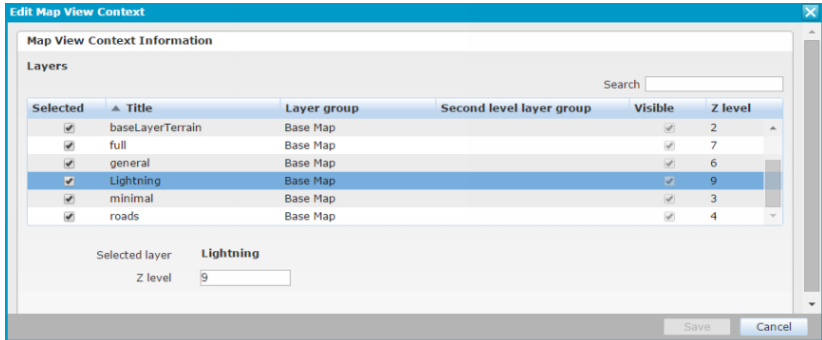 Edit Map View Context
Map View Context Information
Layers
Search
Selected Title Layer group Second level layer group Visible Z level
baseLayerTerrain Base Map 2
full Base Map 7
general Base Map 6
Lightning Base Map 9
minimal Base Map 3
roads Base Map 4
Selected layer Lightning
Z level 9
Save Cancel